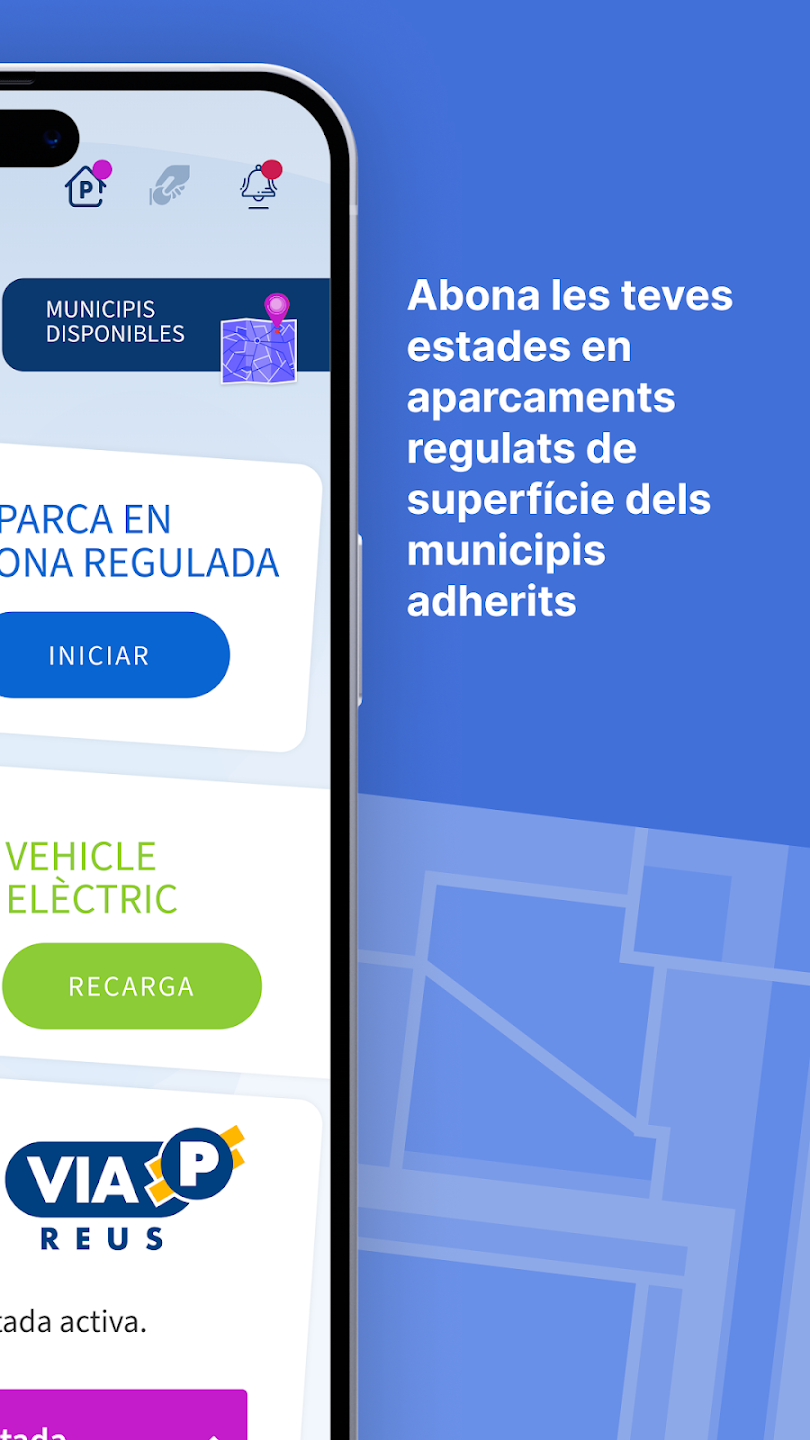 P
MUNICIPIS
DISPONIBLES
Abona les teves
estades en
aparcaments
regulats de
superfície dels
municipis
adherits
PARCA EN
ONA REGULADA
INICIAR
VEHICLE
ELÈCTRIC
RECARGA
VIA P
REUS
tada activa.
tada